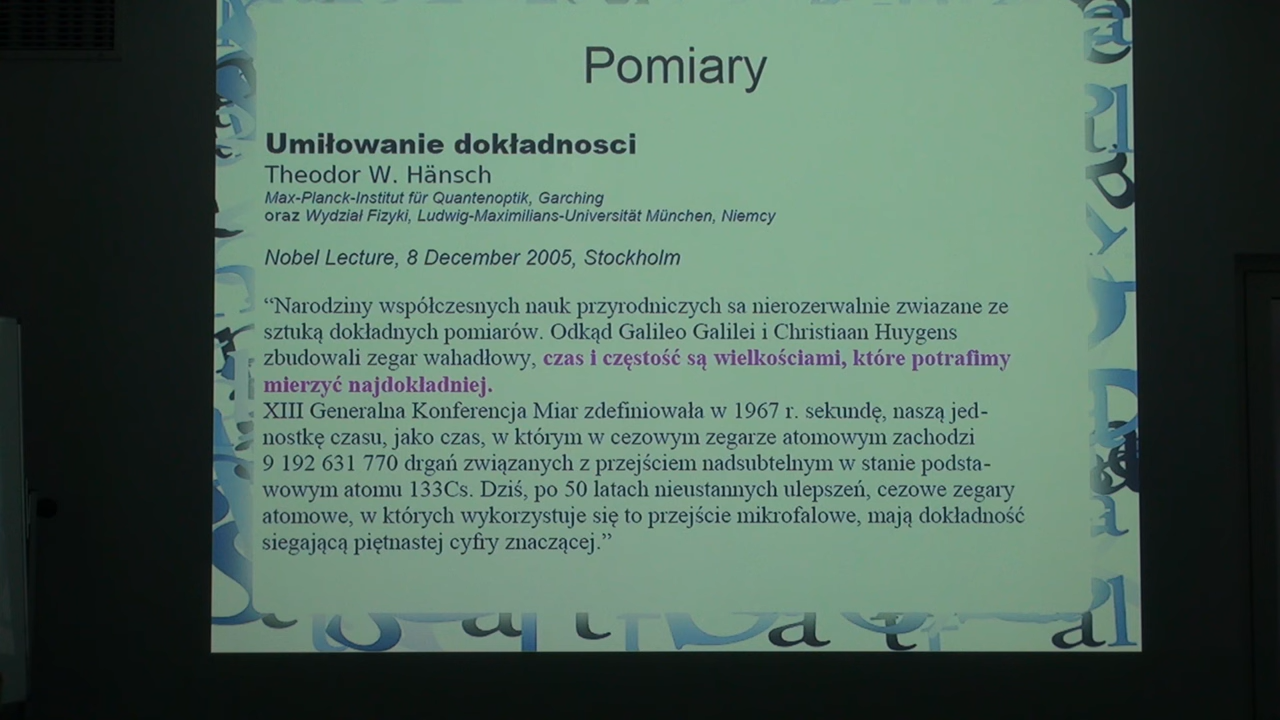 Pomiary
Umiłowanie dokładnosci
Theodor W. Hänsch
Max-Planck-Institut für Quantenoptik, Garching
oraz Wydział Fizyki, Ludwig-Maximilians-Universität München, Niemcy
Nobel Lecture, 8 December 2005, Stockholm
“Narodziny współczesnych nauk przyrodniczych sa nierozerwalnie zwiazane ze
sztuką dokładnych pomiarów. Odkąd Galileo Galilei i Christiaan Huygens
zbudowali zegar wahadłowy, czas i częstość są wielkościami, które potrafimy
mierzyć najdokładniej.
XIII Generalna Konferencja Miar zdefiniowała w 1967 r. sekundę, naszą jed-
nostkę czasu, jako czas, w którym w cezowym zegarze atomowym zachodzi
9 192 631 770 drgań związanych z przejściem nadsubtelnym w stanie podsta-
wowym atomu 133Cs. Dziś, po 50 latach nieustannych ulepszeń, cezowe zegary
atomowe, w których wykorzystuje się to przejście mikrofalowe, mają dokładność
siegającą piętnastej cyfry znaczącej.”